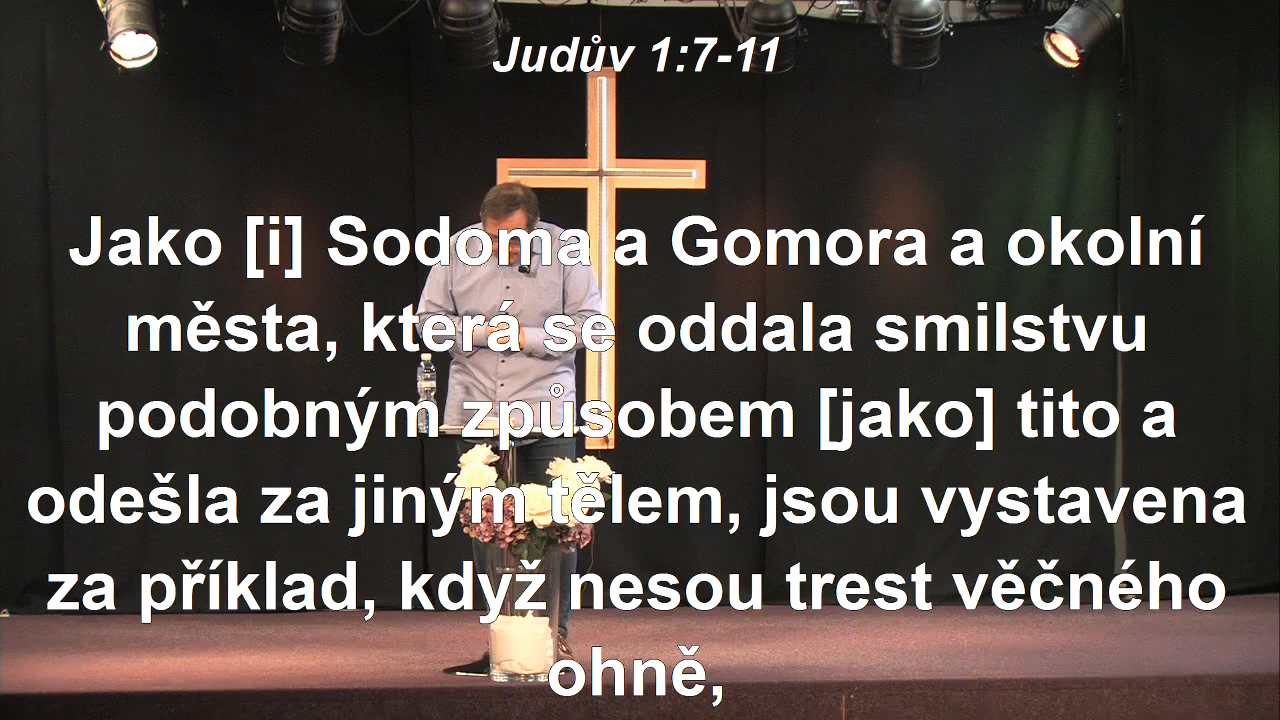 Judův 1:7-11
Jako [i] Sodoma a Gomora a okolní
města, která se oddala smilstvu
podobným způsobem [jako] tito a
odešla za jiným tělem, jsou vystavena
za příklad, když nesou trest věčného
ohně,